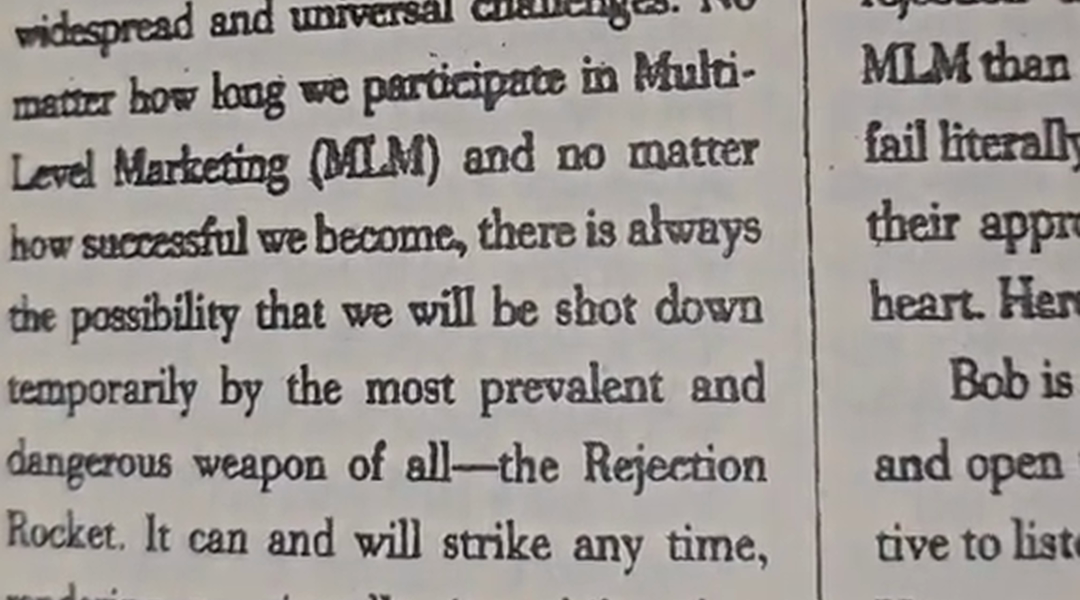 widespread and universal challenges. No
matter how long we participate in Multi-
Level Marketing (MLM) and no matter
how successful we become, there is always
the possibility that we will be shot down
temporarily by the most prevalent and
dangerous weapon of all—the Rejection
Rocket. It can and will strike any time,
MLM than
fail literally
their
heart.
Bob is
and open
tive to